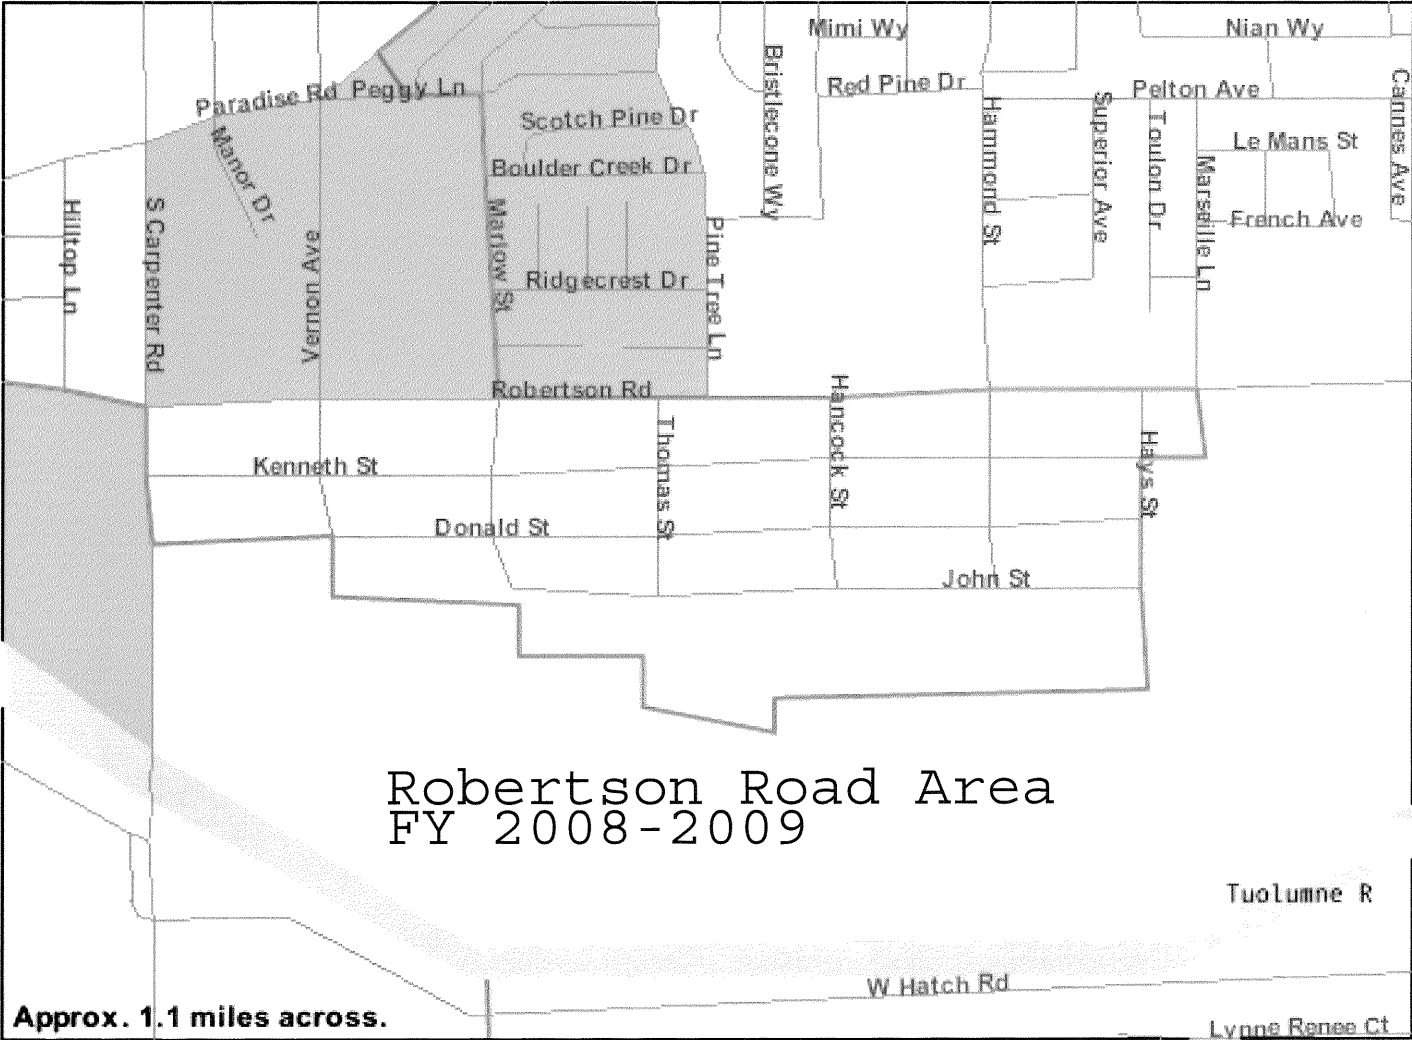 Mimi Wy
Nian Wy
Bristlecone Wy
Red Pine Dr
Pelton Ave
Cannes Ave
Paradise Rd
Peggy Ln
Scotch Pine Dr
Hammond St
Superior Ave
Toulon Dr
Le Mans St
Manor Dr
Boulder Creek Dr
Marseille Ln
Hilltop Ln
S Carpenter Rd
Vernon Ave
Marlow St
Pine Tree Ln
French Ave
Ridgecrest Dr
Robertson Rd
Hancock St
Thomas St
Hays St
Kenneth St
Donald St
John St
Robertson Road Area
FY 2008-2009
Tuolumne R
W Hatch Rd
Approx. 1.1 miles across.
Lynne Renee Ct